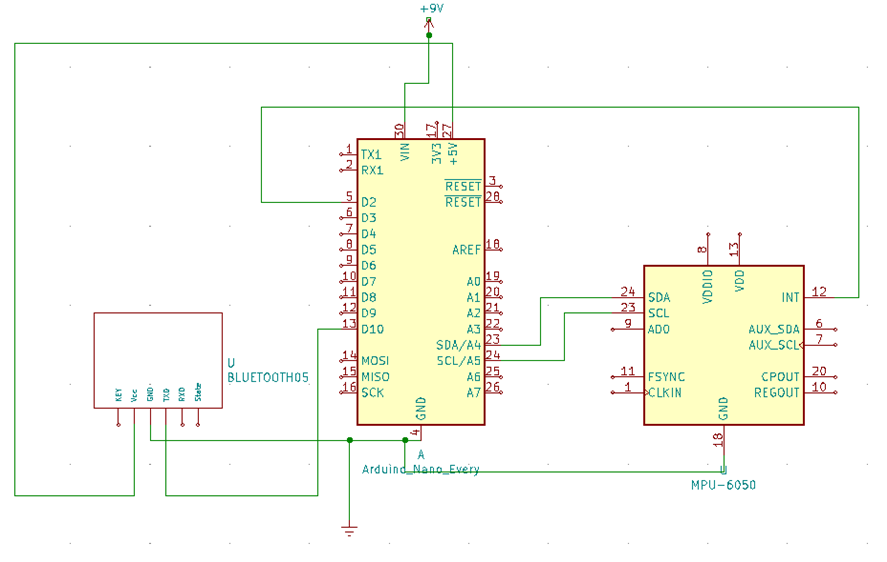 +9V
30
17
27
VIN
3V3
+5V
1 TX1
2 RX1
RESET 3
5 D2
RESET 28
6 D3
7 D4
8 D5
AREF 18
9 D6
10 D7
A0 19
11 D8
A1 20
12 D9
A2 21
13 D10
A3 22
SDA/A4 23
14 MOSI
SCL/A5 24
15 MISO
A6 25
16 SCK
A7 26
GND
4
A
Arduino_Nano_Every
8
13
VDDIO
VDD
24 SDA
INT 12
23 SCL
9 AD0
AUX_SDA 6
AUX_SCL 7
11 FSYNC
CPOUT 20
1 CLKIN
REGOUT 10
GND
18
U
MPU-6050
U
BLUETOOTH05
KEY
Vcc
GND
TXD
RXD
State